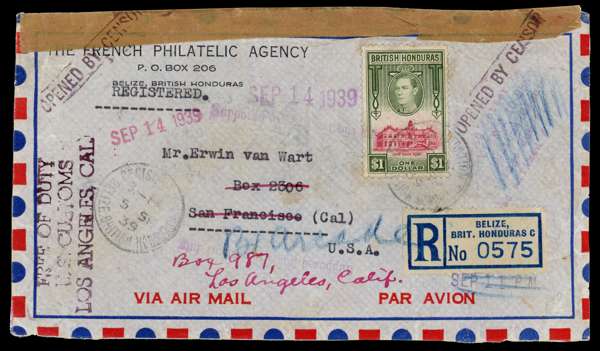 OPENED BY CENSOR
THE FRENCH PHILATELIC AGENCY
P. O. BOX 206
BELIZE, BRITISH HONDURAS
REGISTERED.
SEP 14 1939
SEP 14 1939
BRITISH HONDURAS
$1 ONE DOLLAR $1
OPENED BY CENSOR
Mr.Erwin van Wart
Box 2306
San Francisco (Cal)
U.S.A.
FREE OF DUTY
U.S. CUSTOMS
LOS ANGELES, CAL
Box 987,
Los Angeles, Calif.
R
BELIZE,
BRIT. HONDURAS C
No 0575
VIA AIR MAIL
PAR AVION